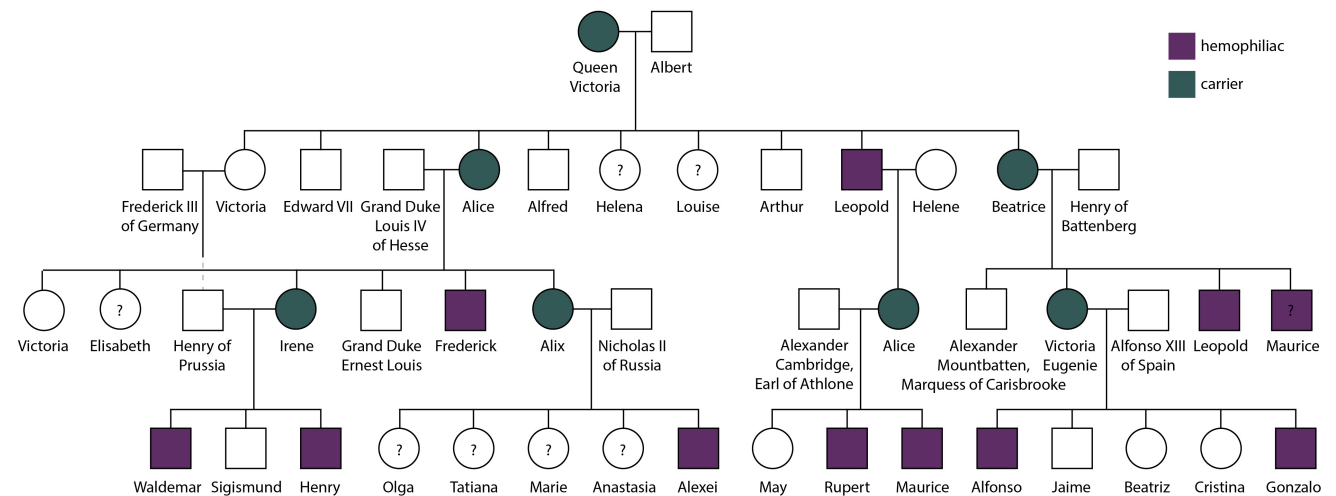 Queen
Victoria
Albert
hemophiliac
carrier
?
?
Frederick III
of Germany
Victoria
Edward VII
Grand Duke
Louis IV
of Hesse
Alice
Alfred
Helena
Louise
Arthur
Leopold
Helene
Beatrice
Henry of
Battenberg
?
?
Victoria
Elisabeth
Henry of
Prussia
Irene
Grand Duke
Ernest Louis
Frederick
Alix
Nicholas II
of Russia
Alexander
Cambridge,
Earl of Athlone
Alice
Alexander
Mountbatten,
Marquess of Carisbrooke
Victoria
Eugenie
Alfonso XIII
of Spain
Leopold
Maurice
?
?
?
?
Waldemar
Sigismund
Henry
Olga
Tatiana
Marie
Anastasia
Alexei
May
Rupert
Maurice
Alfonso
Jaime
Beatriz
Cristina
Gonzalo